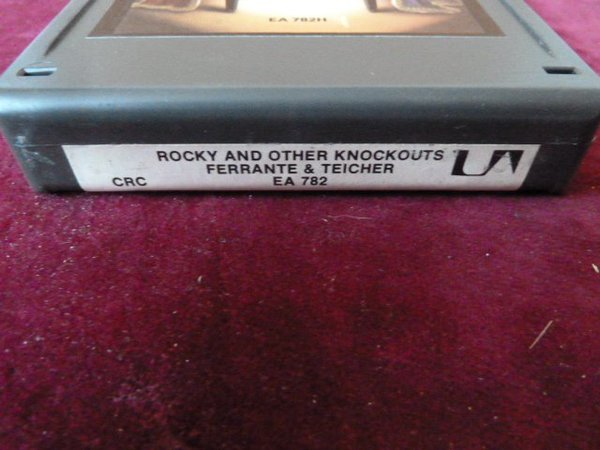 EA 782H
ROCKY AND OTHER KNOCKOUTS
FERRANTE & TEICHER
CRC EA 782
UA